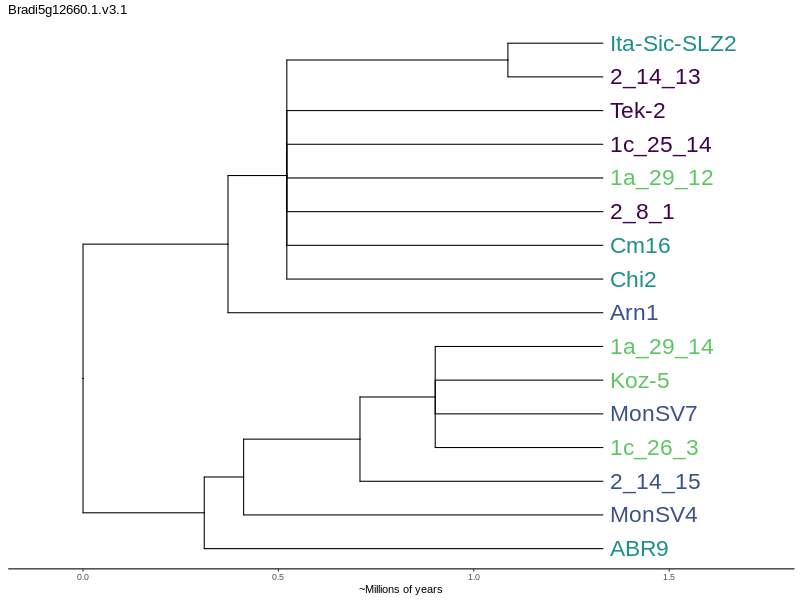 Bradi5g12660.1.v3.1
Ita-Sic-SLZ2
2_14_13
Tek-2
1c_25_14
1a_29_12
2_8_1
Cm16
Chi2
Arn1
1a_29_14
Koz-5
MonSV7
1c_26_3
2_14_15
MonSV4
ABR9
0.0 0.5 1.0 1.5
~Millions of years